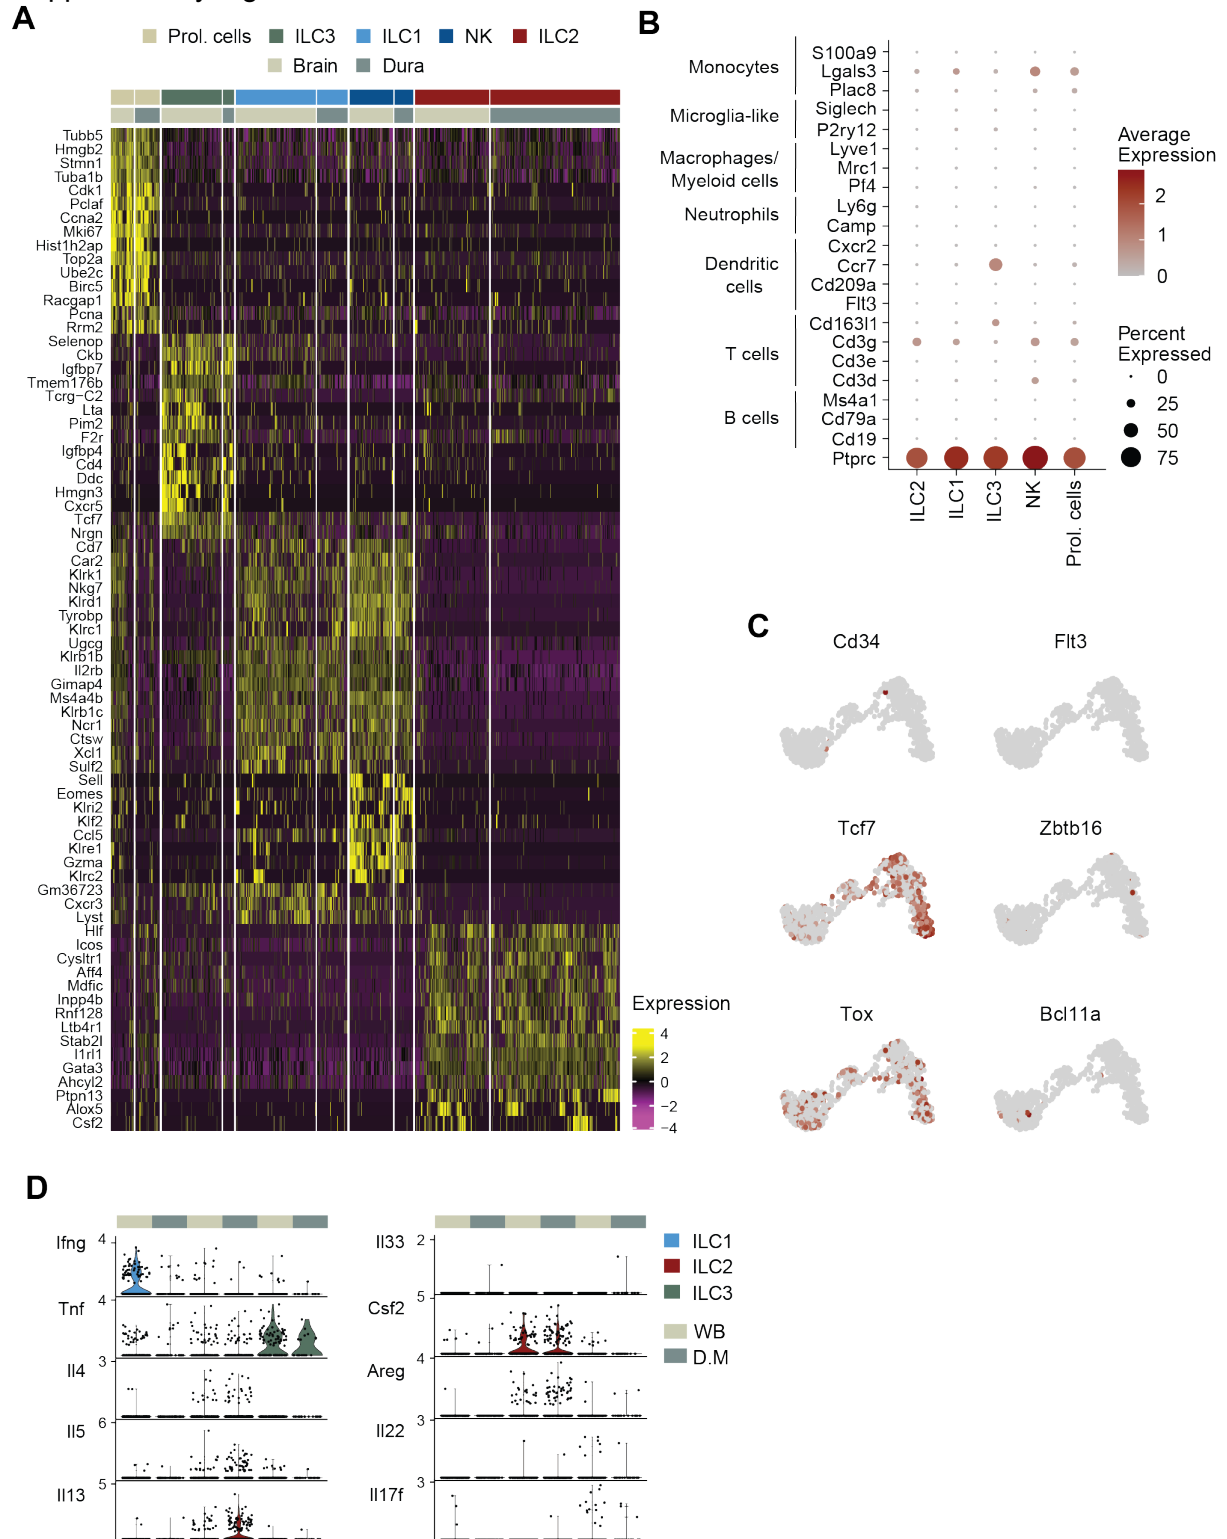 A
Prol. cells ILC3 ILC1 NK ILC2
Brain Dura
Tubb5
Hmgb2
Stmn1
Tuba1b
Cdk1
Pclaf
Ccna2
Mki67
Hist1h2ap
Top2a
Ube2c
Birc5
Racgap1
Pcna
Rrm2
Selenop
Ckb
Igfbp7
Tmem176b
Tcrg−C2
Lta
Pim2
F2r
Igfbp4
Cd4
Ddc
Hmgn3
Cxcr5
Tcf7
Nrgn
Cd7
Car2
Klrk1
Nkg7
Klrd1
Tyrobp
Klrc1
Ugcg
Klrb1b
Il2rb
Gimap4
Ms4a4b
Klrb1c
Ncr1
Ctsw
Xcl1
Sulf2
Sell
Eomes
Klri2
Klf2
Ccl5
Klre1
Gzma
Klrc2
Gm36723
Cxcr3
Lyst
Hlf
Icos
Cysltr1
Aff4
Mdfic
Inpp4b
Rnf128
Ltb4r1
Stab2l
l1rl1
Gata3
Ahcyl2
Ptpn13
Alox5
Csf2
Expression
4
2
0
−2
−4
B
Monocytes
Microglia-like
Macrophages/
Myeloid cells
Neutrophils
Dendritic
cells
T cells
B cells
S100a9
Lgals3
Plac8
Siglech
P2ry12
Lyve1
Mrc1
Pf4
Ly6g
Camp
Cxcr2
Ccr7
Cd209a
Flt3
Cd163l1
Cd3g
Cd3e
Cd3d
Ms4a1
Cd79a
Cd19
Ptprc
ILC2
ILC1
ILC3
NK
Prol. cells
Average
Expression
2
1
0
Percent
Expressed
0
25
50
75
C
Cd34 Flt3
Tcf7 Zbtb16
Tox Bcl11a
D
Ifng 4
Tnf 4
Il4 3
Il5 6
Il13 5
Il33 2
Csf2 5
Areg 4
Il22 3
Il17f 3
ILC1
ILC2
ILC3
WB
D.M